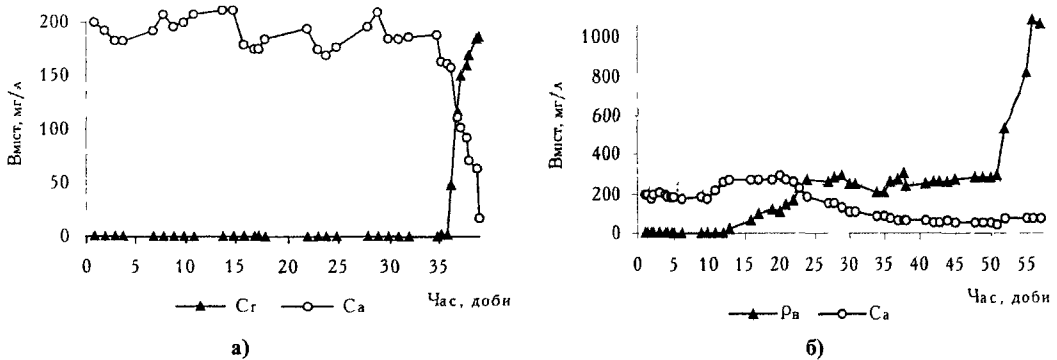 200
150
100
50
0
Вміст, мг/л
0 5 10 15 20 25 30 35
Час, доби
Cr Ca
а)
1000
800
600
400
200
0
Вміст, мг/л
0 5 10 15 20 25 30 35 40 45 50 55
Час, доби
Рв Ca
б)